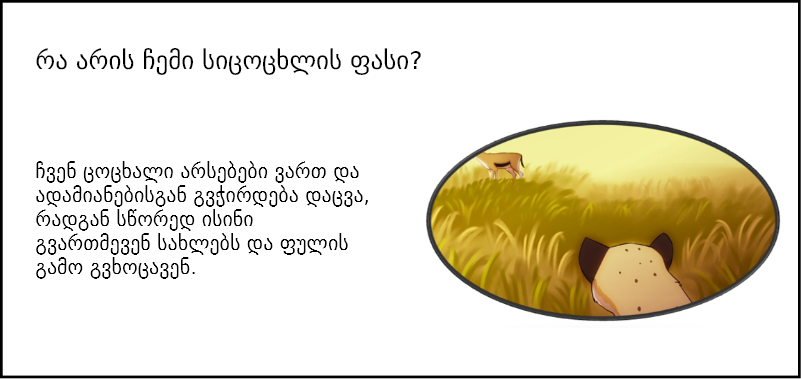 რა არის ჩემი სიცოცხლის ფასი?
ჩვენ ცოცხალი არსებები ვართ და
ადამიანებისგან გვჭირდება დაცვა,
რადგან სწორედ ისინი
გვართმევენ სახლებს და ფულის
გამო გვხოცავენ.